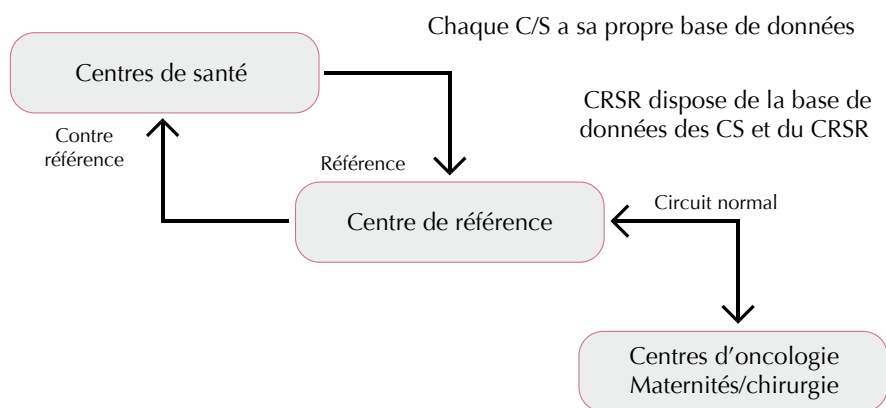 Chaque C/S a sa propre base de données
Centres de santé
CRSR dispose de la base de
données des CS et du CRSR
Contre
référence
Référence
Circuit normal
Centre de référence
Centres d’oncologie
Maternités/chirurgie